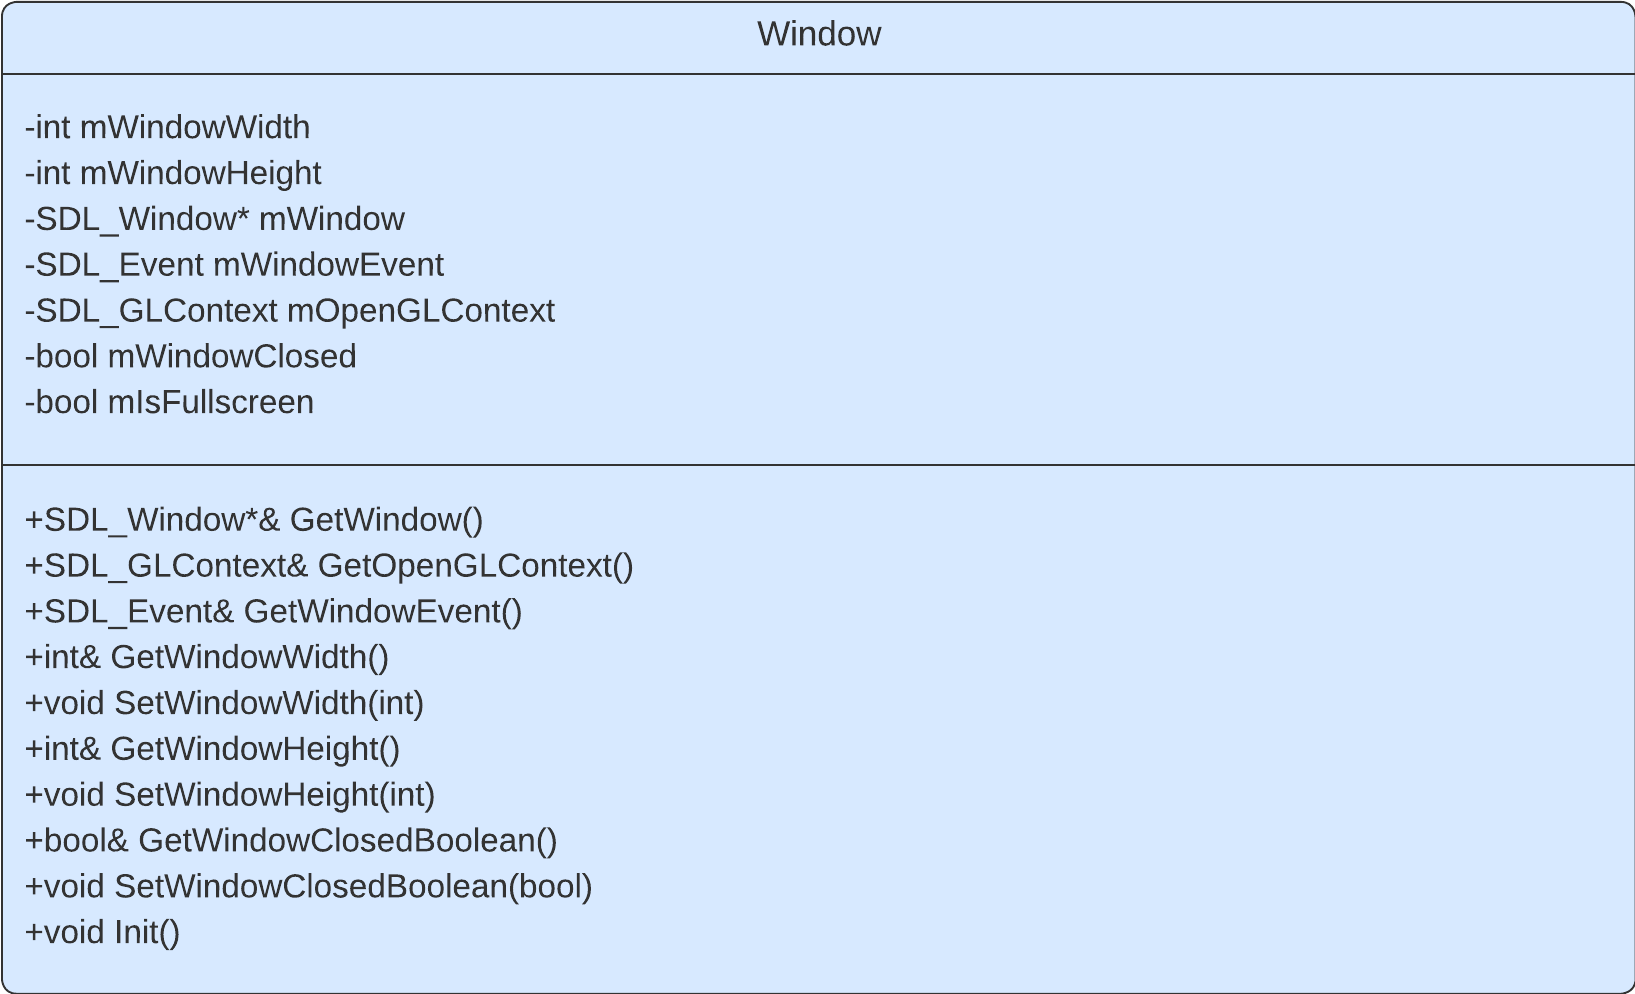 Window
-int mWindowWidth
-int mWindowHeight
-SDL_Window* mWindow
-SDL_Event mWindowEvent
-SDL_GLContext mOpenGLContext
-bool mWindowClosed
-bool mIsFullscreen
+SDL_Window*& GetWindow()
+SDL_GLContext& GetOpenGLContext()
+SDL_Event& GetWindowEvent()
+int& GetWindowWidth()
+void SetWindowWidth(int)
+int& GetWindowHeight()
+void SetWindowHeight(int)
+bool& GetWindowClosedBoolean()
+void SetWindowClosedBoolean(bool)
+void Init()